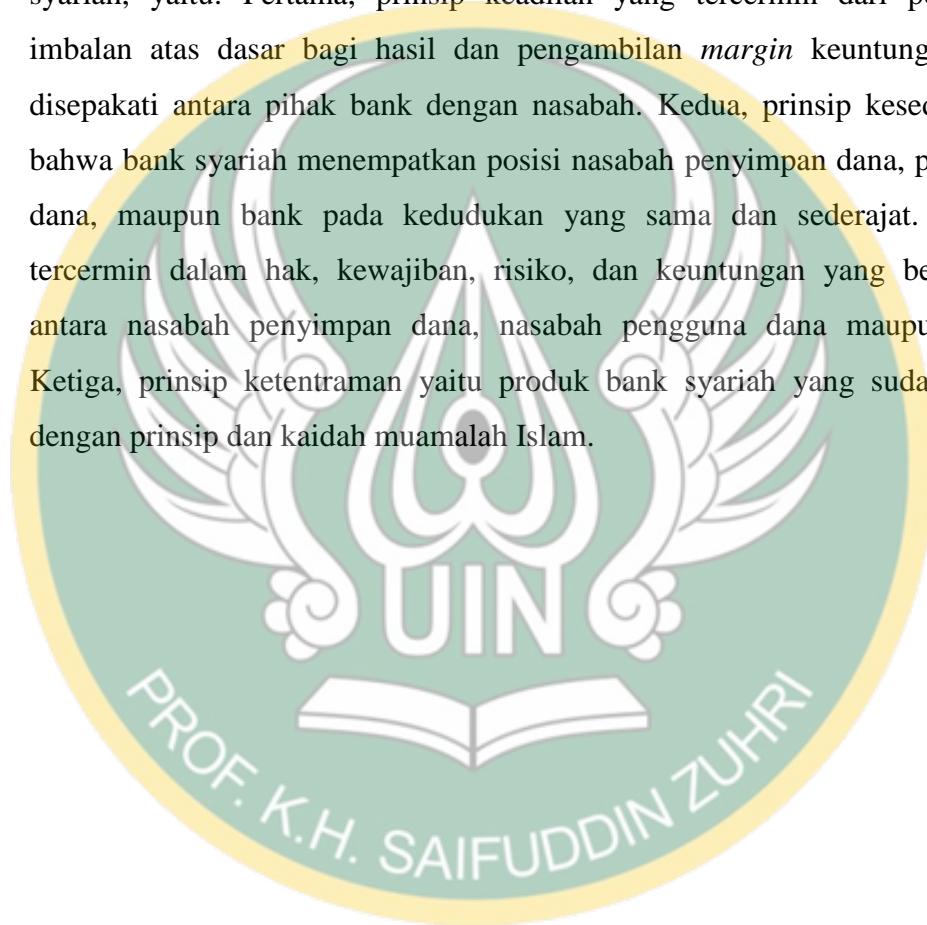 syariah, yaitu: Pertama, prinsip keadilan yang tercermin dari pe
imbalan atas dasar bagi hasil dan pengambilan margin keuntung
disepakati antara pihak bank dengan nasabah. Kedua, prinsip kesed
bahwa bank syariah menempatkan posisi nasabah penyimpan dana, p
dana, maupun bank pada kedudukan yang sama dan sederajat.
tercermin dalam hak, kewajiban, risiko, dan keuntungan yang be
antara nasabah penyimpan dana, nasabah pengguna dana maupu
Ketiga, prinsip ketentraman yaitu produk bank syariah yang suda
dengan prinsip dan kaidah muamalah Islam.
UIN
PROF. K.H. SAIFUDDIN ZUHRI